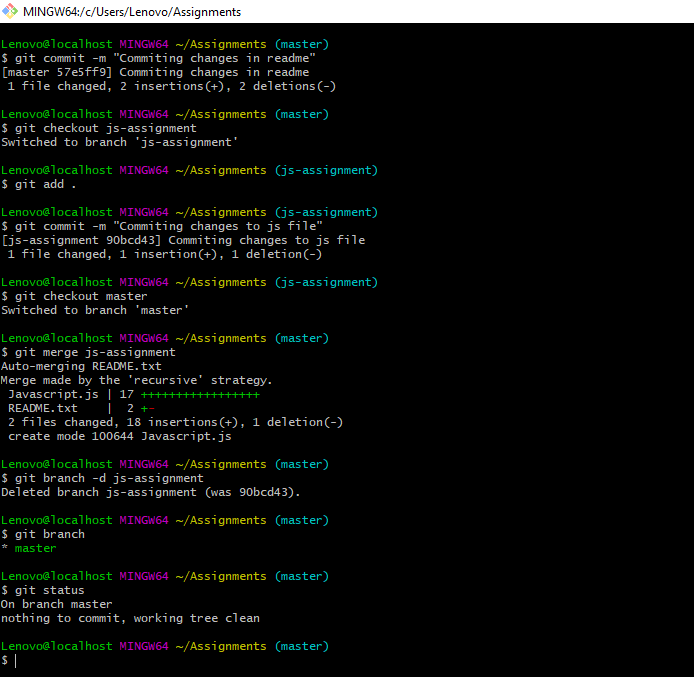 MINGW64:/c/Users/Lenovo/Assignments
Lenovo@localhost MINGW64 ~/Assignments (master)
$ git commit -m "Commiting changes in readme"
[master 57e5ff9] Commiting changes in readme
 1 file changed, 2 insertions(+), 2 deletions(-)
Lenovo@localhost MINGW64 ~/Assignments (master)
$ git checkout js-assignment
Switched to branch 'js-assignment'
Lenovo@localhost MINGW64 ~/Assignments (js-assignment)
$ git add .
Lenovo@localhost MINGW64 ~/Assignments (js-assignment)
$ git commit -m "Commiting changes to js file"
[js-assignment 90bcd43] Commiting changes to js file
 1 file changed, 1 insertion(+), 1 deletion(-)
Lenovo@localhost MINGW64 ~/Assignments (js-assignment)
$ git checkout master
Switched to branch 'master'
Lenovo@localhost MINGW64 ~/Assignments (master)
$ git merge js-assignment
Auto-merging README.txt
Merge made by the 'recursive' strategy.
 Javascript.js | 17 +++++++++++++++++
 README.txt    |  2 +-
 2 files changed, 18 insertions(+), 1 deletion(-)
 create mode 100644 Javascript.js
Lenovo@localhost MINGW64 ~/Assignments (master)
$ git branch -d js-assignment
Deleted branch js-assignment (was 90bcd43).
Lenovo@localhost MINGW64 ~/Assignments (master)
$ git branch
* master
Lenovo@localhost MINGW64 ~/Assignments (master)
$ git status
On branch master
nothing to commit, working tree clean
Lenovo@localhost MINGW64 ~/Assignments (master)
$